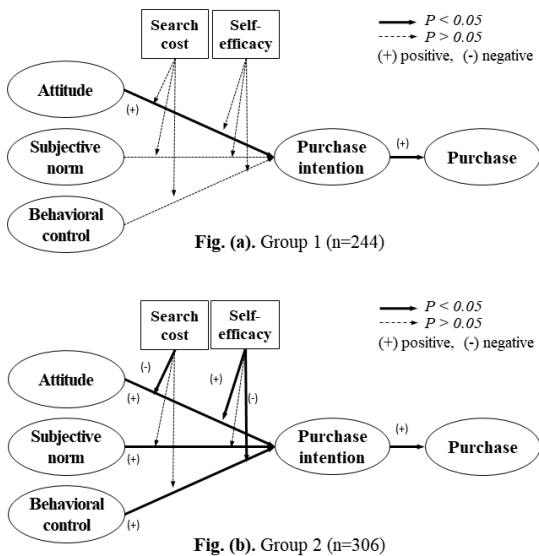 Search
cost
Self-
efficacy
P < 0.05
P > 0.05
(+) positive, (-) negative
Attitude
(+)
Subjective
norm
Purchase
intention
(+)
Purchase
Behavioral
control
Fig. (a). Group 1 (n=244)
Search
cost
Self-
efficacy
P < 0.05
P > 0.05
(+) positive, (-) negative
(-)
(+)
(-)
Attitude
(+)
Subjective
norm
(+)
Purchase
intention
(+)
Purchase
Behavioral
control
(+)
Fig. (b). Group 2 (n=306)